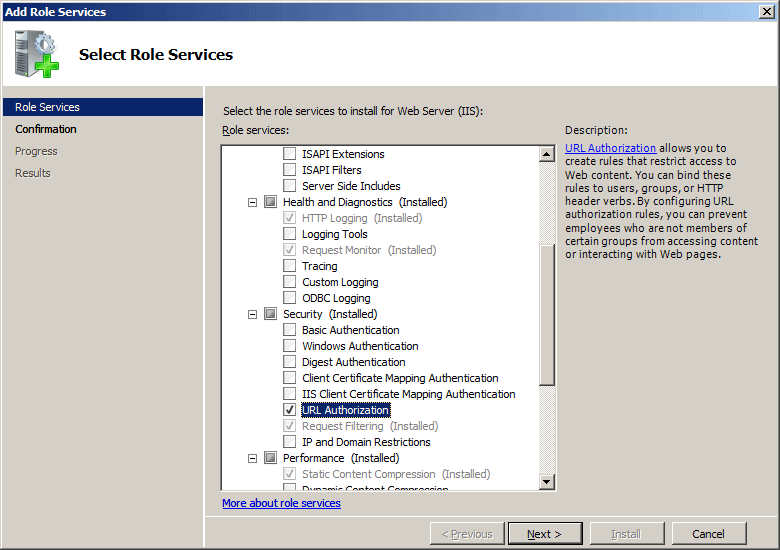 Add Role Services
Select Role Services
Role Services
Confirmation
Progress
Results
Select the role services to install for Web Server (IIS):
Role services:
ISAPI Extensions
ISAPI Filters
Server Side Includes
Health and Diagnostics (Installed)
HTTP Logging (Installed)
Logging Tools
Request Monitor (Installed)
Tracing
Custom Logging
ODBC Logging
Security (Installed)
Basic Authentication
Windows Authentication
Digest Authentication
Client Certificate Mapping Authentication
IIS Client Certificate Mapping Authentication
URL Authorization
Request Filtering (Installed)
IP and Domain Restrictions
Performance (Installed)
Static Content Compression (Installed)
Dynamic Content Compression
More about role services
Description:
URL Authorization allows you to
create rules that restrict access to
Web content. You can bind these
rules to users, groups, or HTTP
header verbs. By configuring URL
authorization rules, you can prevent
employees who are not members of
certain groups from accessing content
or interacting with Web pages.
< Previous
Next >
Install
Cancel